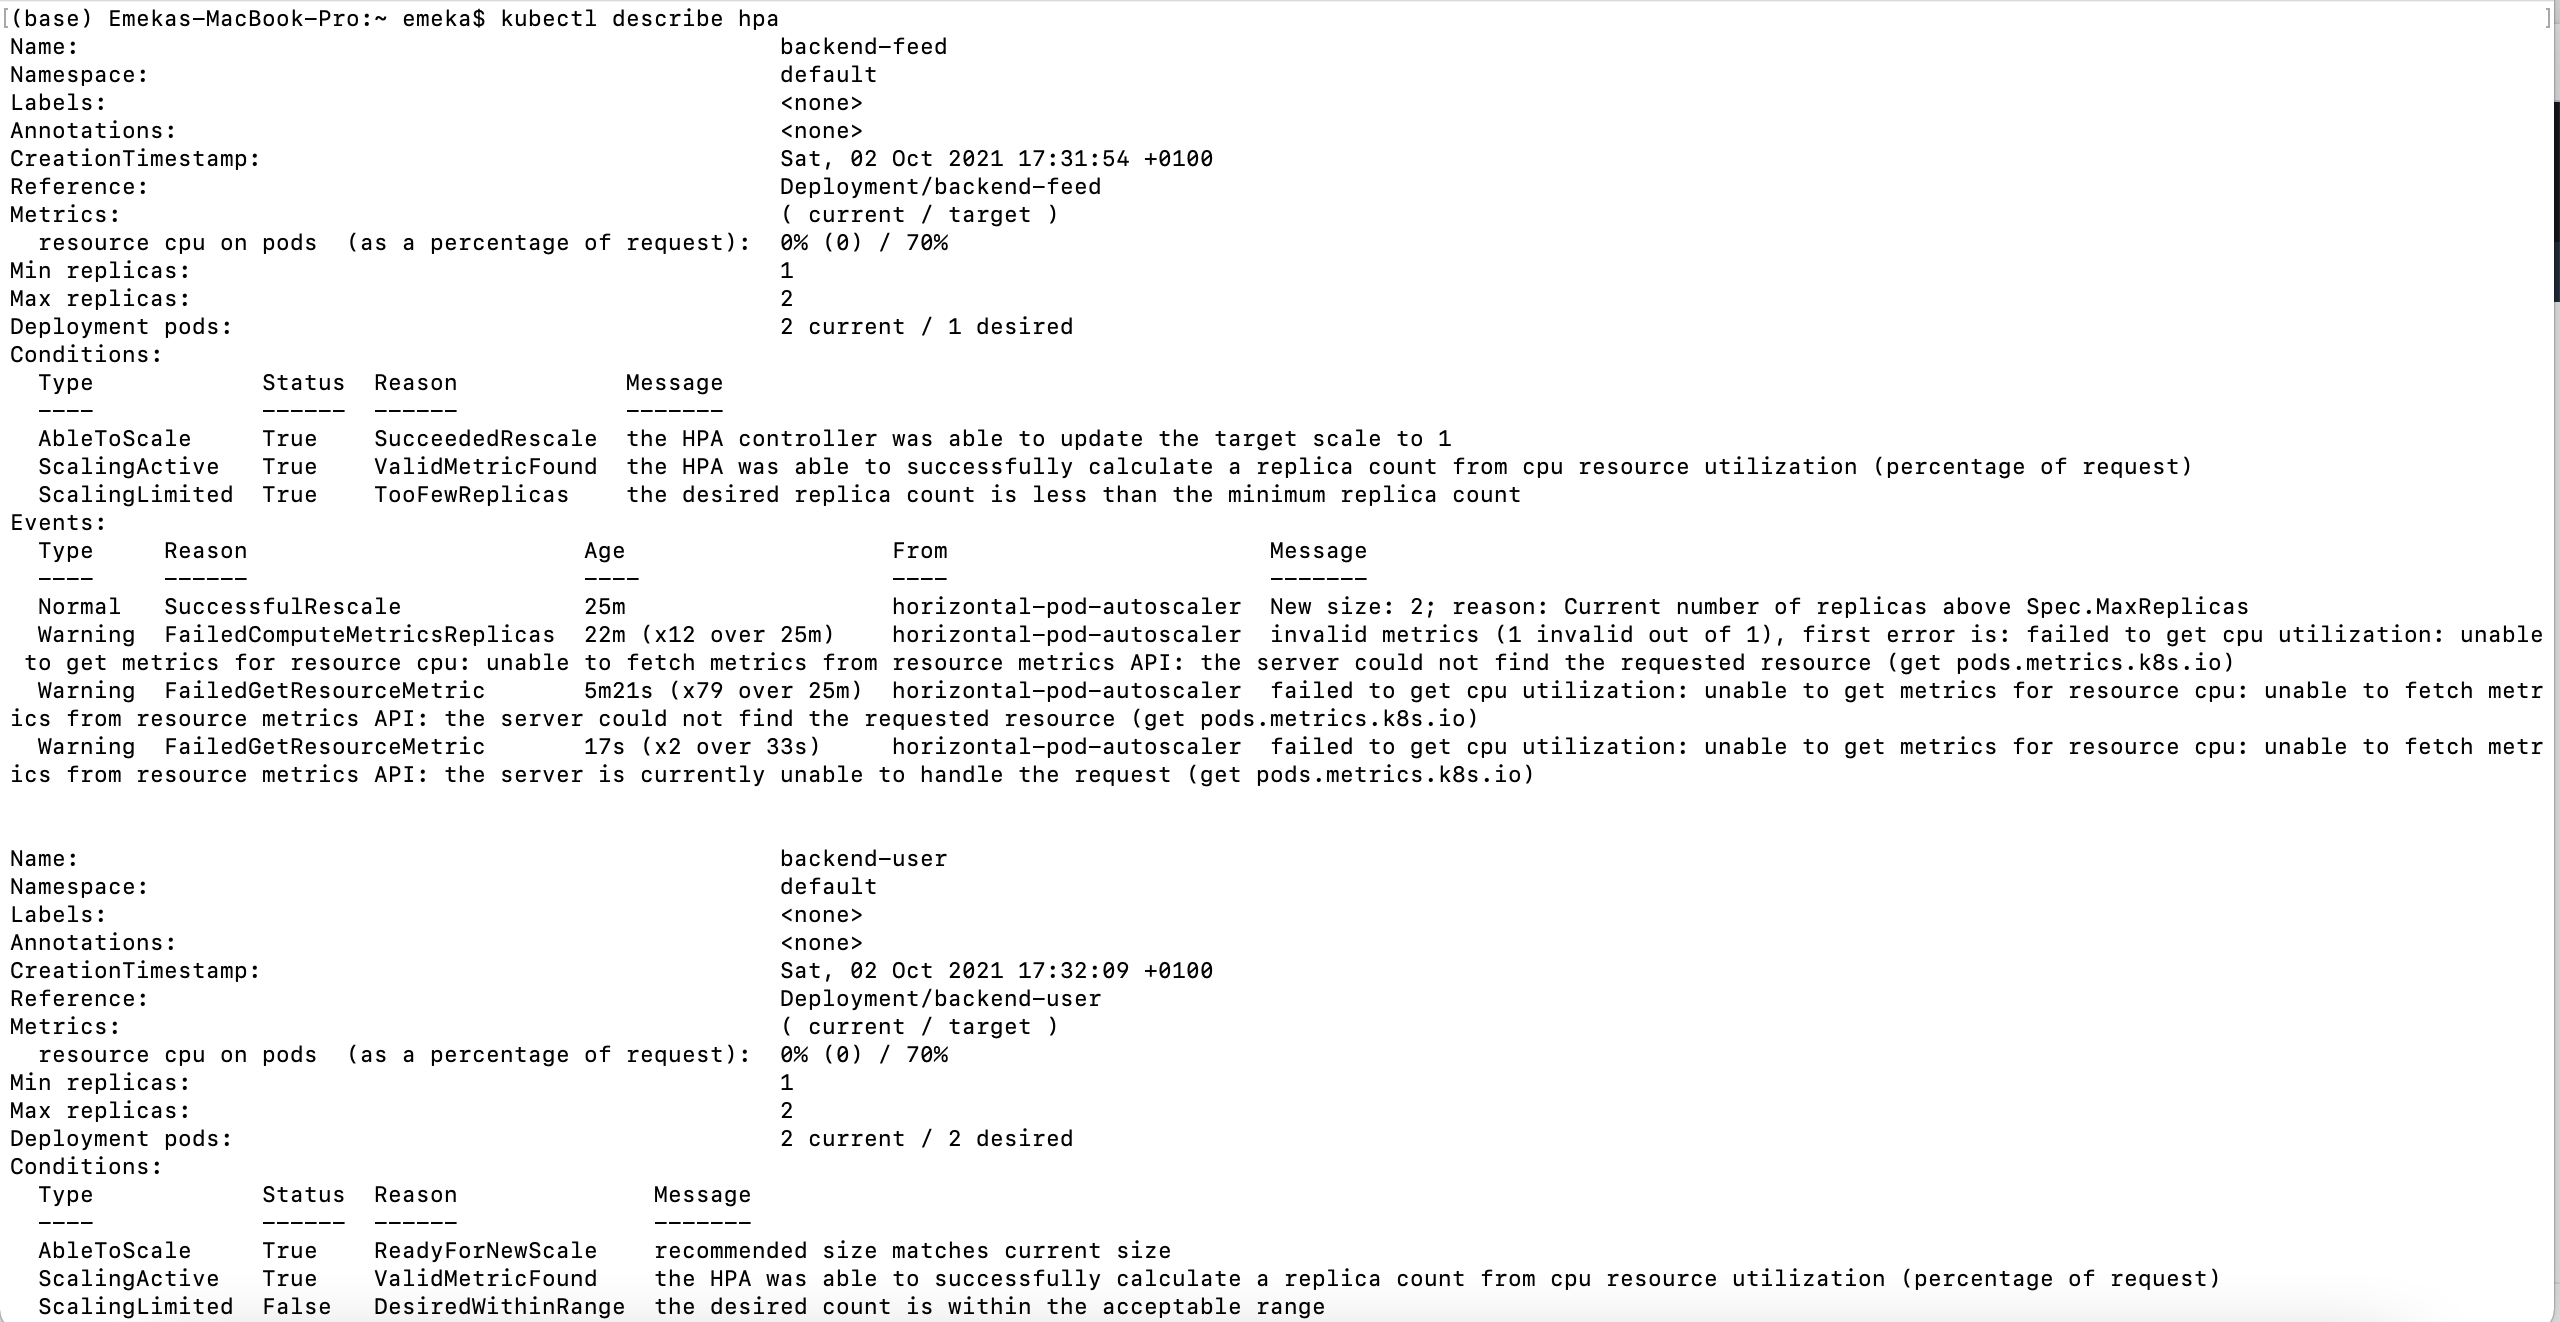 [(base) Emekas-MacBook-Pro:~ emeka$ kubectl describe hpa ]
Name:                                                  backend-feed
Namespace:                                             default
Labels:                                                <none>
Annotations:                                           <none>
CreationTimestamp:                                     Sat, 02 Oct 2021 17:31:54 +0100
Reference:                                             Deployment/backend-feed
Metrics:                                               ( current / target )
  resource cpu on pods  (as a percentage of request):  0% (0) / 70%
Min replicas:                                          1
Max replicas:                                          2
Deployment pods:                                       2 current / 1 desired
Conditions:
  Type            Status  Reason            Message
  ----            ------  ------            -------
  AbleToScale     True    SucceededRescale  the HPA controller was able to update the target scale to 1
  ScalingActive   True    ValidMetricFound  the HPA was able to successfully calculate a replica count from cpu resource utilization (percentage of request)
  ScalingLimited  True    TooFewReplicas    the desired replica count is less than the minimum replica count
Events:
  Type     Reason                        Age                   From                       Message
  ----     ------                        ----                  ----                       -------
  Normal   SuccessfulRescale             25m                   horizontal-pod-autoscaler  New size: 2; reason: Current number of replicas above Spec.MaxReplicas
  Warning  FailedComputeMetricsReplicas  22m (x12 over 25m)    horizontal-pod-autoscaler  invalid metrics (1 invalid out of 1), first error is: failed to get cpu utilization: unable
 to get metrics for resource cpu: unable to fetch metrics from resource metrics API: the server could not find the requested resource (get pods.metrics.k8s.io)
  Warning  FailedGetResourceMetric       5m21s (x79 over 25m)  horizontal-pod-autoscaler  failed to get cpu utilization: unable to get metrics for resource cpu: unable to fetch metr
ics from resource metrics API: the server could not find the requested resource (get pods.metrics.k8s.io)
  Warning  FailedGetResourceMetric       17s (x2 over 33s)     horizontal-pod-autoscaler  failed to get cpu utilization: unable to get metrics for resource cpu: unable to fetch metr
ics from resource metrics API: the server is currently unable to handle the request (get pods.metrics.k8s.io)
Name:                                                  backend-user
Namespace:                                             default
Labels:                                                <none>
Annotations:                                           <none>
CreationTimestamp:                                     Sat, 02 Oct 2021 17:32:09 +0100
Reference:                                             Deployment/backend-user
Metrics:                                               ( current / target )
  resource cpu on pods  (as a percentage of request):  0% (0) / 70%
Min replicas:                                          1
Max replicas:                                          2
Deployment pods:                                       2 current / 2 desired
Conditions:
  Type            Status  Reason              Message
  ----            ------  ------              -------
  AbleToScale     True    ReadyForNewScale    recommended size matches current size
  ScalingActive   True    ValidMetricFound    the HPA was able to successfully calculate a replica count from cpu resource utilization (percentage of request)
  ScalingLimited  False   DesiredWithinRange  the desired count is within the acceptable range